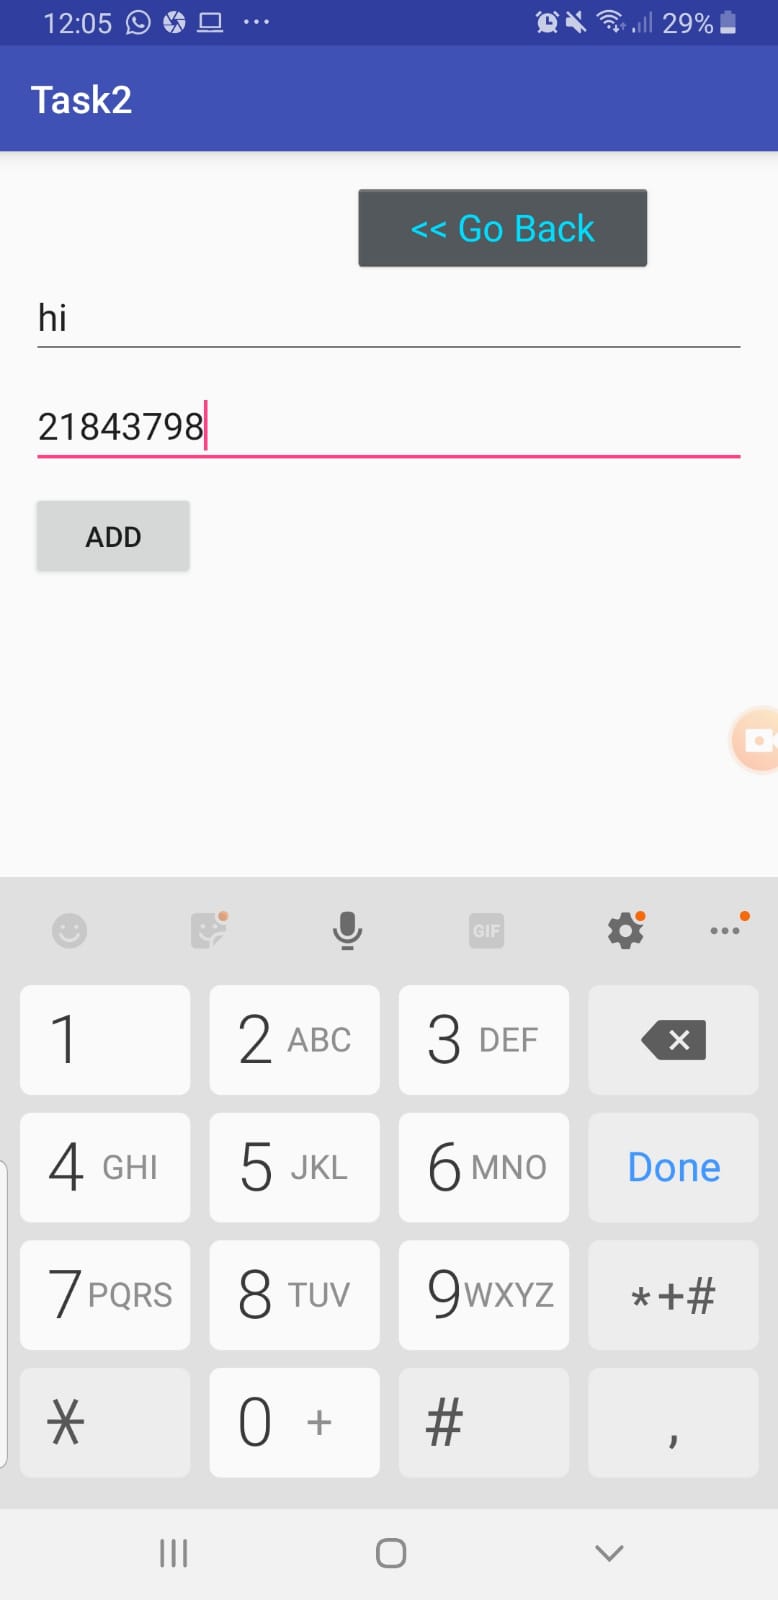 12:05 29%
Task2
<< Go Back
hi
21843798
ADD
GIF
1 2 ABC 3 DEF
4 GHI 5 JKL 6 MNO Done
7 PQRS 8 TUV 9 WXYZ *+#
* 0 + # ,